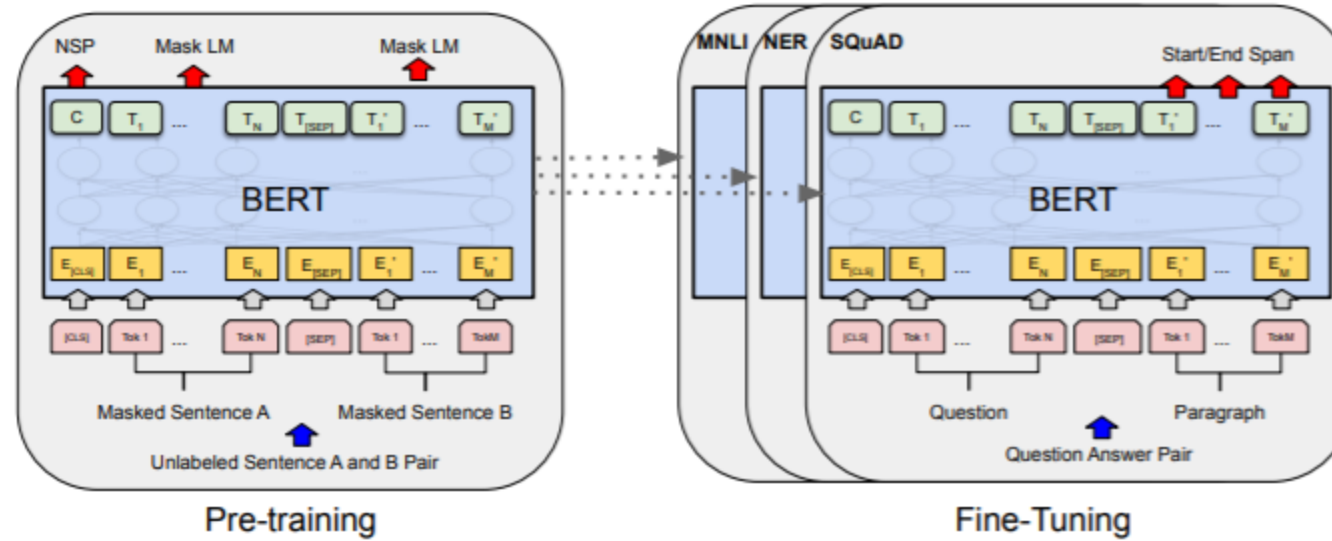 NSP Mask LM Mask LM
C T1 ... TN T[SEP] T1' ... TM'
BERT
E[CLS] E1 ... EN E[SEP] E1' ... EM'
[CLS] Tok 1 ... Tok N [SEP] Tok 1 ... TokM
Masked Sentence A Masked Sentence B
Unlabeled Sentence A and B Pair
Pre-training
MNLI NER SQuAD
Start/End Span
C T1 ... TN T[SEP] T1' ... TM'
BERT
E[CLS] E1 ... EN E[SEP] E1' ... EM'
[CLS] Tok 1 ... Tok N [SEP] Tok 1 ... TokM
Question Paragraph
Question Answer Pair
Fine-Tuning